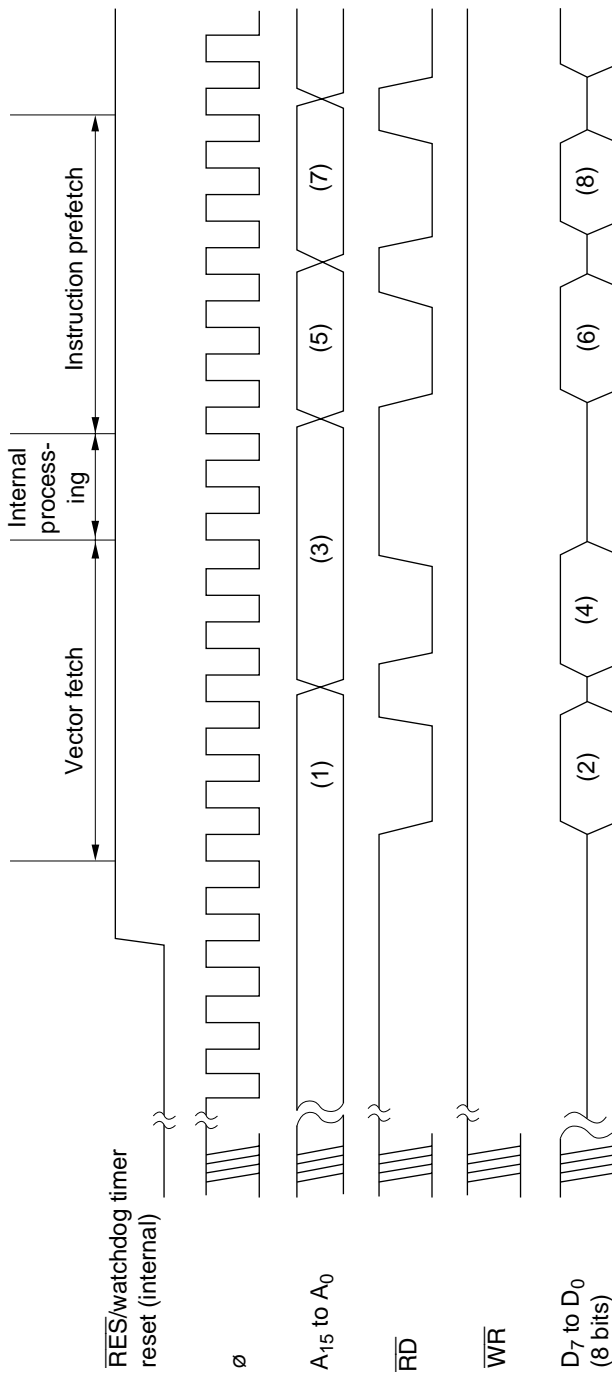 Vector fetch
Internal
process-
ing
Instruction prefetch
RES/watchdog timer
reset (internal)
ø
A15 to A0
(1)
(3)
(5)
(7)
RD
WR
D7 to D0
(8 bits)
(2)
(4)
(6)
(8)